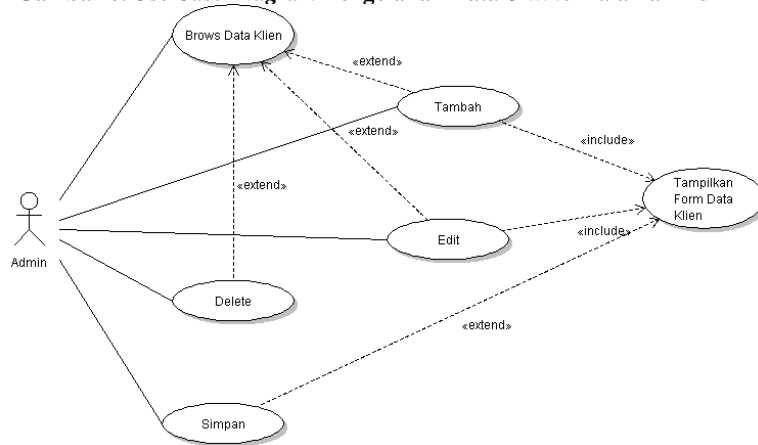 Brows Data Klien
«extend»
Tambah
«extend»
«include»
Tampilkan
Form Data
Klien
«extend»
Admin
Edit
«include»
Delete
«extend»
Simpan